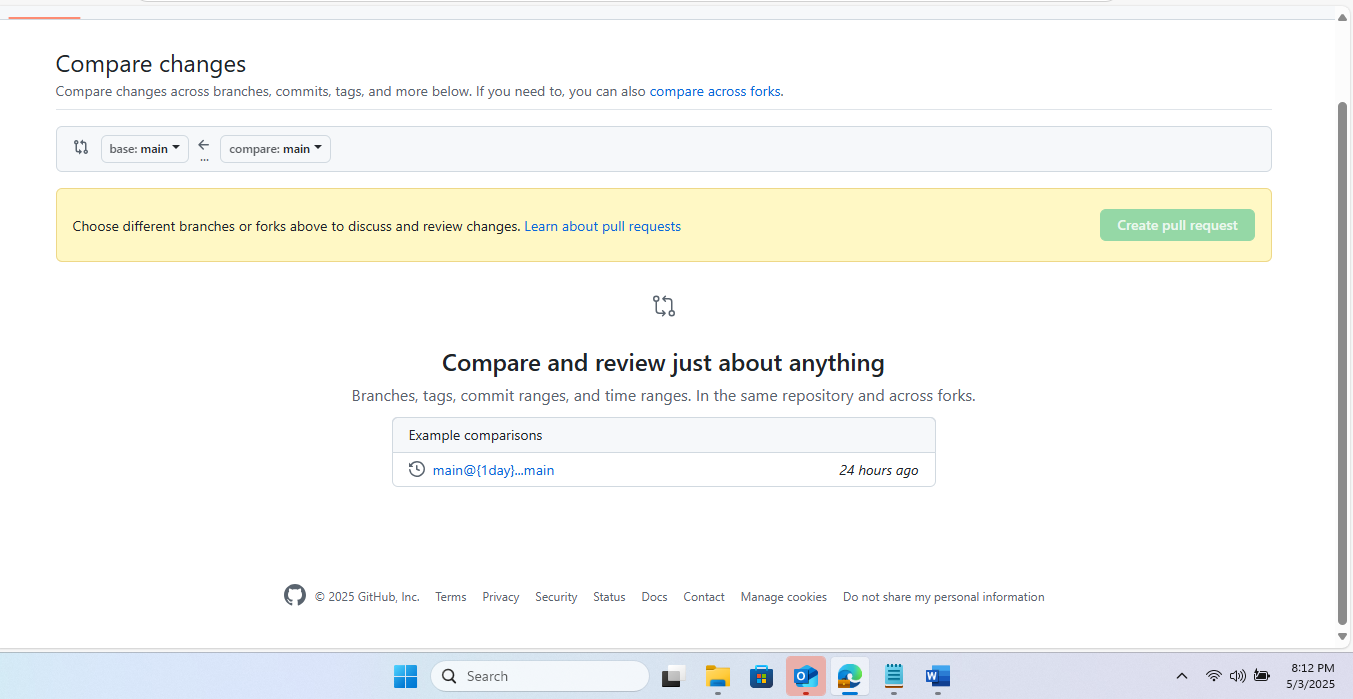 Compare changes
Compare changes across branches, commits, tags, and more below. If you need to, you can also compare across forks.
base: main
...
compare: main
Choose different branches or forks above to discuss and review changes. Learn about pull requests
Create pull request
Compare and review just about anything
Branches, tags, commit ranges, and time ranges. In the same repository and across forks.
Example comparisons
main@{1day}...main 24 hours ago
© 2025 GitHub, Inc. Terms Privacy Security Status Docs Contact Manage cookies Do not share my personal information
Search
8:12 PM
5/3/2025